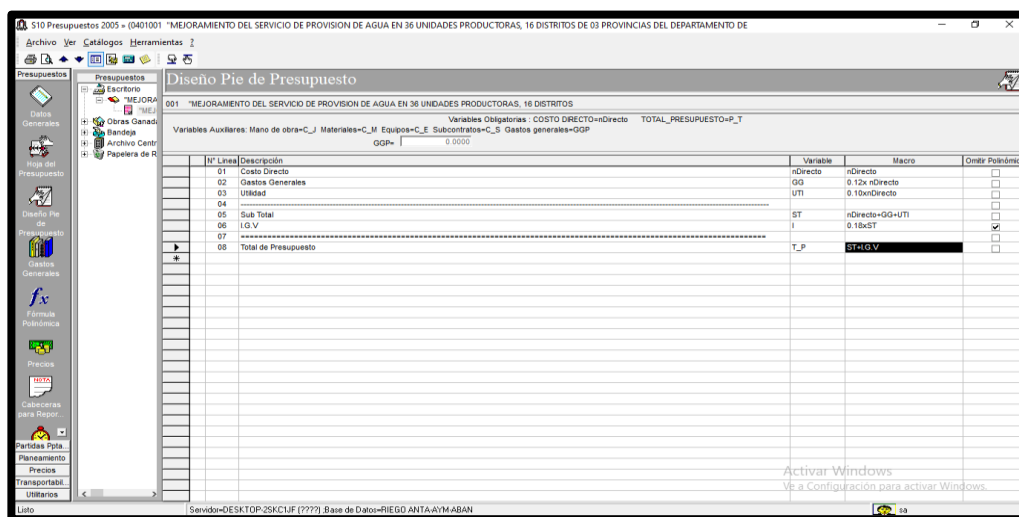 S10 Presupuestos 2005 » (0401001 "MEJORAMIENTO DEL SERVICIO DE PROVISION DE AGUA EN 36 UNIDADES PRODUCTORAS, 16 DISTRITOS DE 03 PROVINCIAS DEL DEPARTAMENTO DE
Archivo Ver Catálogos Herramientas ?
Presupuestos
Datos
Generales
Hoja del
Presupuesto
Diseño Pie
de
Presupuesto
Gastos
Generales
fx
Fórmula
Polinómica
Precios
NOTA
Cabeceras
para Repor...
Partidas Ppta...
Planeamiento
Precios
Transportabil...
Utilitarios
Presupuestos
Escritorio
"MEJORA
"MEJ
Obras Ganad
Bandeja
Archivo Centr
Papelera de R
Diseño Pie de Presupuesto
001 "MEJORAMIENTO DEL SERVICIO DE PROVISION DE AGUA EN 36 UNIDADES PRODUCTORAS, 16 DISTRITOS
Variables Obligatorias : COSTO DIRECTO=nDirecto TOTAL_PRESUPUESTO=P_T
Variables Auxiliares: Mano de obra=C_J Materiales=C_M Equipos=C_E Subcontratos=C_S Gastos generales=GGP
GGP= 0.0000
N° Linea Descripción Variable Macro Omitir Polinómic
01 Costo Directo nDirecto nDirecto
02 Gastos Generales GG 0.12x nDirecto
03 Utilidad UTI 0.10xnDirecto
04
05 Sub Total ST nDirecto+GG+UTI
06 I.G.V I 0.18xST
07
08 Total de Presupuesto T_P ST+I.G.V
Activar Windows
Ve a Configuración para activar Windows.
Listo Servidor=DESKTOP-2SKC1JF (????) ;Base de Datos=RIEGO ANTA-AYM-ABAN sa